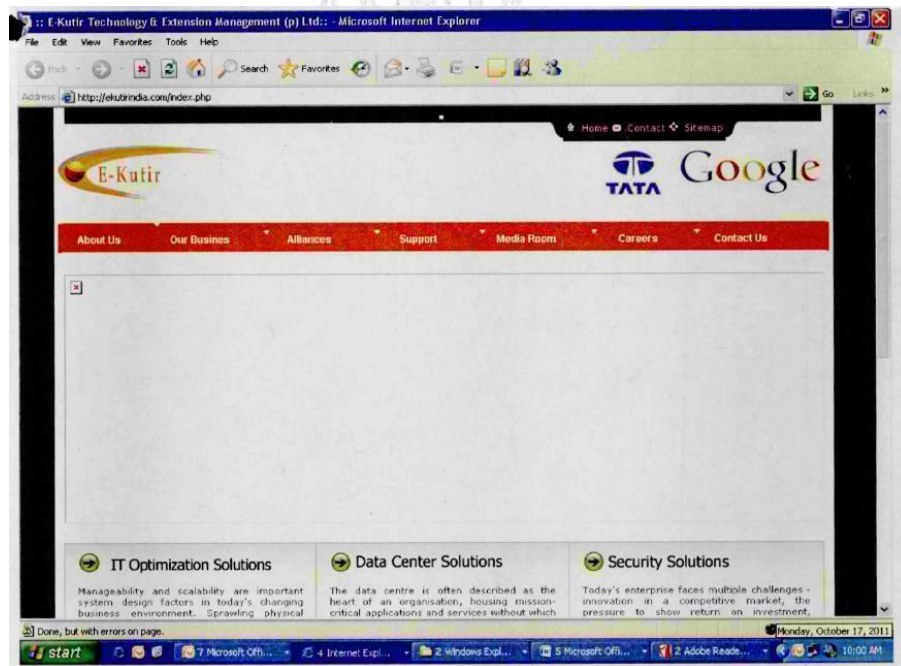 :: E-Kutir Technology & Extension Management (p) Ltd:: - Microsoft Internet Explorer
File Edit View Favorites Tools Help
Back Search Favorites
Address http://ekutirindia.com/index.php Go Links »
Home Contact Sitemap
E-Kutir TATA Google
About Us Our Busines Alliances Support Media Room Careers Contact Us
IT Optimization Solutions Data Center Solutions Security Solutions
Manageability and scalability are important The data centre is often described as the Today's enterprise faces multiple challenges -
system design factors in today's changing heart of an organisation, housing mission- innovation in a competitive market, the
business environment. Sprawling physical critical applications and services without which pressure to show return on investment,
Done, but with errors on page. Monday, October 17, 2011
start 7 Microsoft Offi... 4 Internet Expl... 2 Windows Expl... 5 Microsoft Offi... 2 Adobe Reade... 10:00 AM